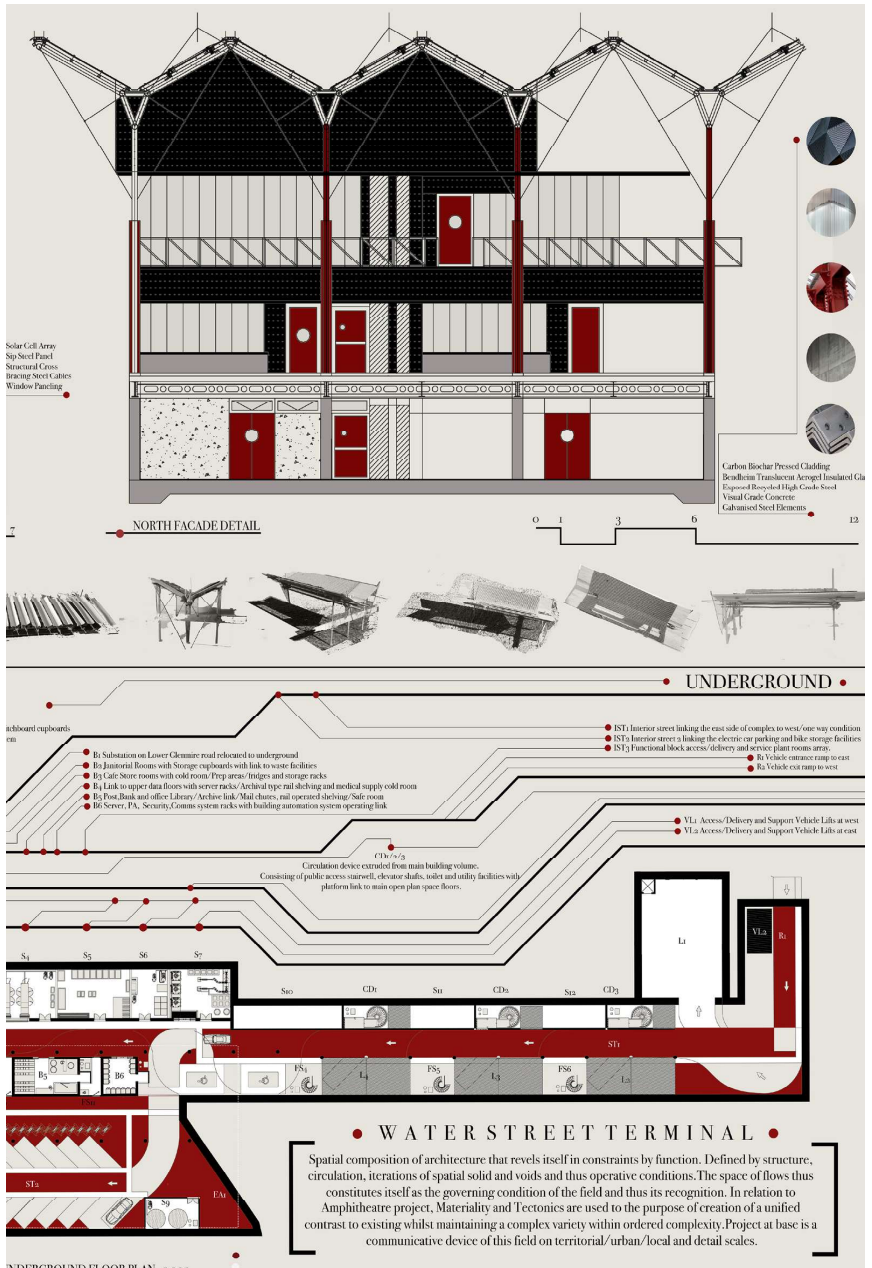 Solar Cell Array
Sip Steel Panel
Structural Cross
Bracing Steel Cables
Window Paneling
Carbon Biochar Pressed Cladding
Bendheim Translucent Aerogel Insulated Gla
Exposed Recycled High Grade Steel
Visual Grade Concrete
Galvanised Steel Elements
7
NORTH FACADE DETAIL
0 1 3 6 12
UNDERGROUND
nchboard cupboards
IST1 Interior street linking the east side of complex to west/one way condition
IST2 Interior street 2 linking the electric car parking and bike storage facilities
IST3 Functional block access/delivery and service plant rooms array.
R1 Vehicle entrance ramp to east
R2 Vehicle exit ramp to west
B1 Substation on Lower Glenmire road relocated to underground
B2 Janitorial Rooms with Storage cupboards with link to waste facilities
B3 Cafe Store rooms with cold room/Prep areas/fridges and storage racks
B4 Link to upper data floors with server racks/Archival type rail shelving and medical supply cold room
B5 Post,Bank and office Library/Archive link/Mail chutes, rail operated shelving/Safe room
B6 Server, PA, Security,Comms system racks with building automation system operating link
VL1 Access/Delivery and Support Vehicle Lifts at west
VL2 Access/Delivery and Support Vehicle Lifts at east
CD1/2/3
Circulation device extruded from main building volume.
Consisting of public access stairwell, elevator shafts, toilet and utility facilities with
platform link to main open plan space floors.
S4 S5 S6 S7
S10 CD1 S11 CD2 S12 CD3
L1 VL2 R1
ST1
B5 B6
FS4 L4 FS5 L3 FS6 L2
ST2
S9 EA1
WATER STREET TERMINAL
Spatial composition of architecture that revels itself in constraints by function. Defined by structure,
circulation, iterations of spatial solid and voids and thus operative conditions.The space of flows thus
constitutes itself as the governing condition of the field and thus its recognition. In relation to
Amphitheatre project, Materiality and Tectonics are used to the purpose of creation of a unified
contrast to existing whilst maintaining a complex variety within ordered complexity.Project at base is a
communicative device of this field on territorial/urban/local and detail scales.
UNDERGROUND FLOOR PLAN